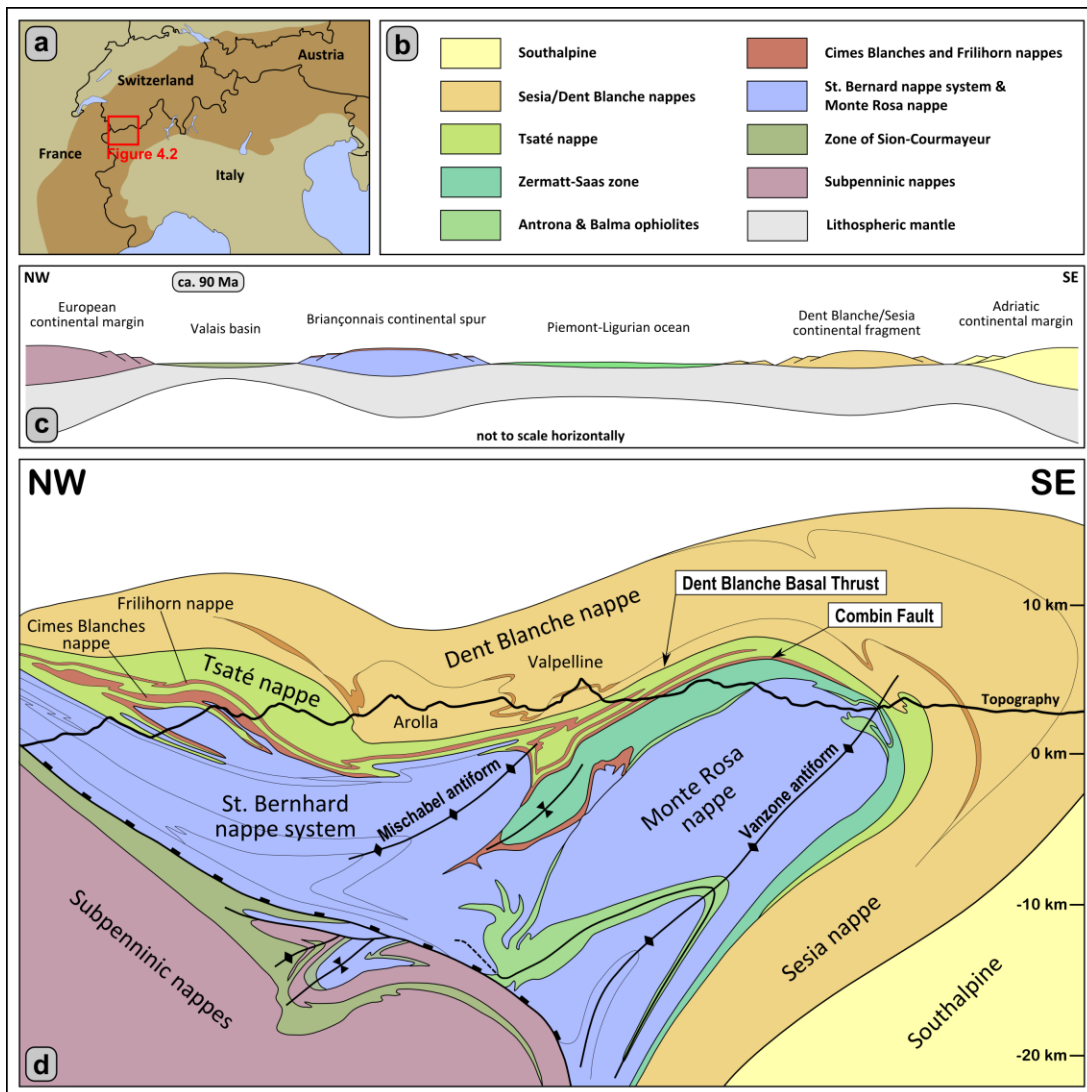 a
Switzerland
Austria
France
Figure 4.2
Italy
b
Southalpine
Sesia/Dent Blanche nappes
Tsaté nappe
Zermatt-Saas zone
Antrona & Balma ophiolites
Cimes Blanches and Frilihorn nappes
St. Bernard nappe system &
Monte Rosa nappe
Zone of Sion-Courmayeur
Subpenninic nappes
Lithospheric mantle
NW
ca. 90 Ma
SE
European
continental margin
Valais basin
Briançonnais continental spur
Piemont-Ligurian ocean
Dent Blanche/Sesia
continental fragment
Adriatic
continental margin
c
not to scale horizontally
NW
SE
Frilihorn nappe
Cimes Blanches
nappe
Tsaté nappe
Dent Blanche nappe
Dent Blanche Basal Thrust
Combin Fault
10 km
Valpelline
Arolla
Topography
0 km
St. Bernhard
nappe system
Mischabel antiform
Monte Rosa
nappe
Vanzone antiform
-10 km
Subpenninic nappes
Sesia nappe
Southalpine
-20 km
d